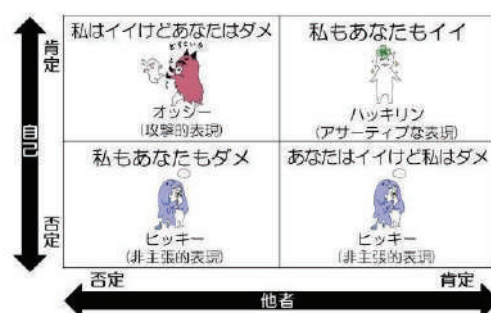 肯定
自己
否定
私はイイけどあなたはダメ
オッシー
(攻撃的表現)
私もあなたもイイ
ハッキリン
(アサーティブな表現)
私もあなたもダメ
ヒッキー
(非主張的表現)
あなたはイイけど私はダメ
ヒッキー
(非主張的表現)
否定
肯定
他者